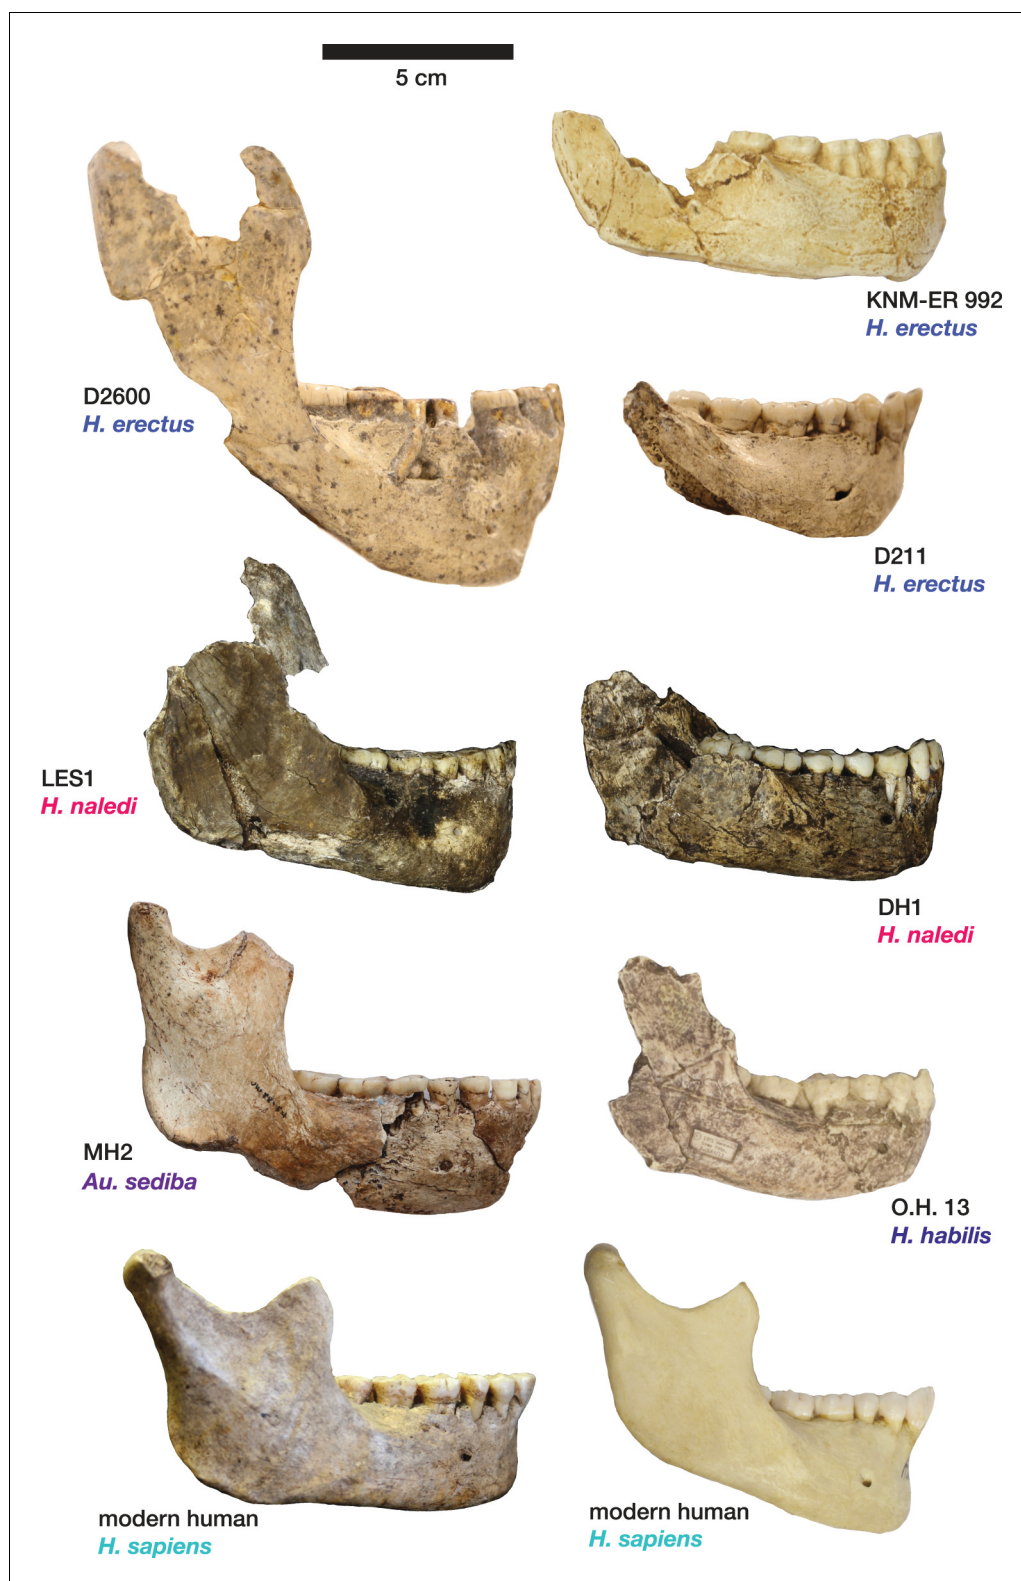 5 cm
KNM-ER 992
H. erectus
D2600
H. erectus
D211
H. erectus
LES1
H. naledi
DH1
H. naledi
MH2
Au. sediba
O.H. 13
H. habilis
modern human
H. sapiens
modern human
H. sapiens